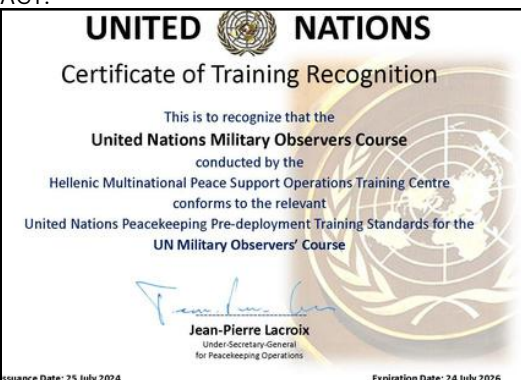 ACT.
UNITED NATIONS
Certificate of Training Recognition
This is to recognize that the
United Nations Military Observers Course
conducted by the
Hellenic Multinational Peace Support Operations Training Centre
conforms to the relevant
United Nations Peacekeeping Pre-deployment Training Standards for the
UN Military Observers' Course
Jean-Pierre Lacroix
Under-Secretary-General
for Peacekeeping Operations
ssuance Date: 25 July 2024 Expiration Date: 24 July 2026